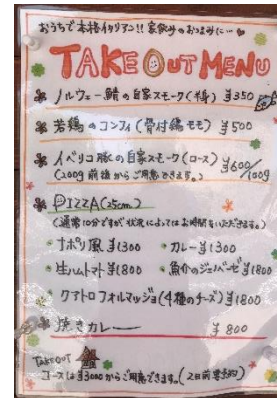 おうちで本格イタリアン!! 家飲みのおつまみに…
TAKE OUT MENU
ノルウェー鯖の自家スモーク(半身) ¥350
若鶏のコンフィ(骨付鶏モモ) ¥500
イベリコ豚の自家スモーク(ロース) ¥600/100g
(200g前後からご用意できます。)
PIZZA(25cm)
(通常10分ですが状況によってはお時間をいただきます。)
・ナポリ風 ¥1300 ・カレー ¥1300
・生ハムトマト ¥1800 ・魚介のジェノベーゼ ¥1800
・クアトロフォルマッジョ(4種のチーズ) ¥1800
焼きカレー ¥800
TAKE OUT
コースは¥3000からご用意できます。(2日前要予約)